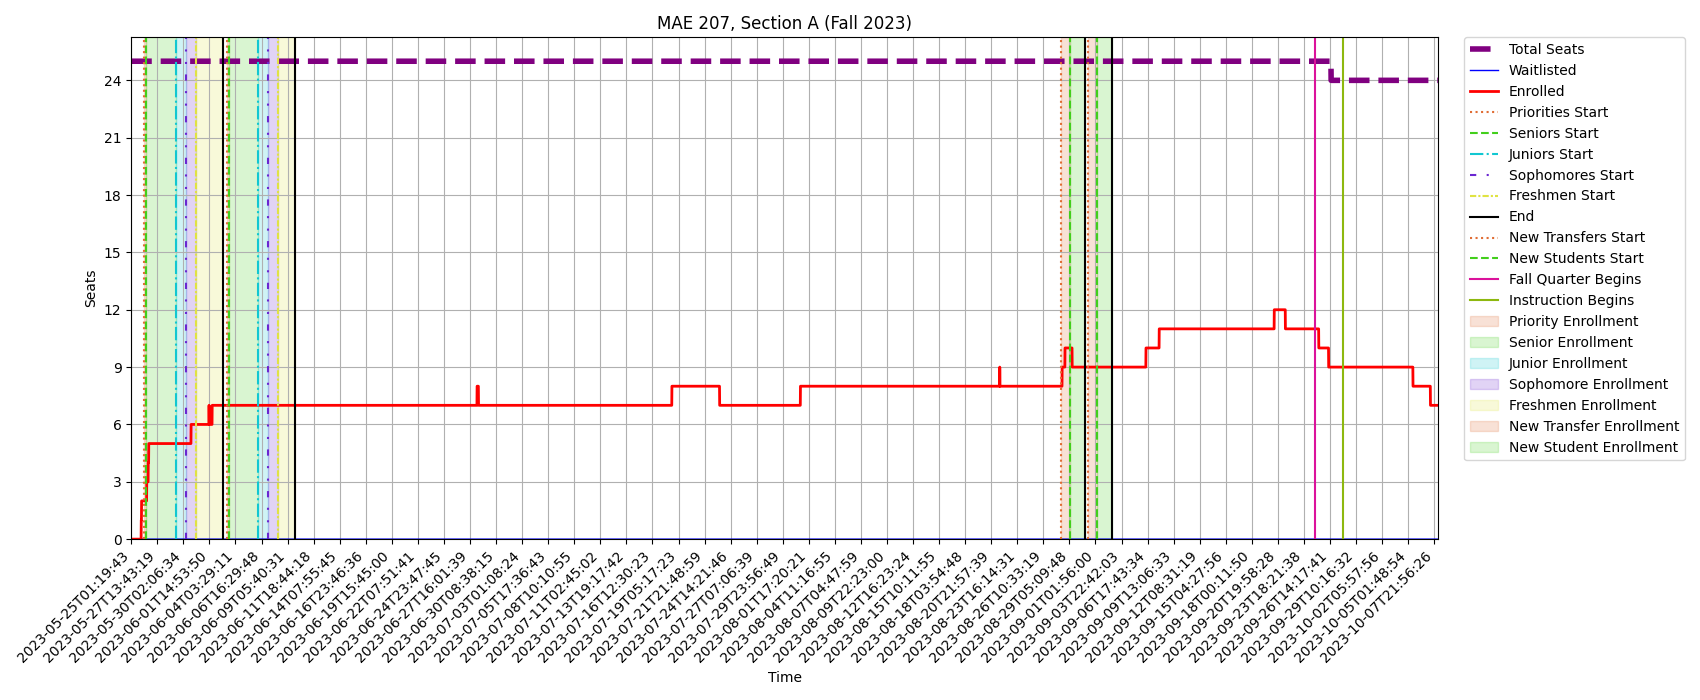 MAE 207, Section A (Fall 2023)
Seats
24
21
18
15
12
9
6
3
0
2023-05-25T01:19:43
2023-05-27T13:43:19
2023-05-30T02:06:34
2023-06-01T14:53:50
2023-06-04T03:29:11
2023-06-06T16:29:48
2023-06-09T05:40:31
2023-06-11T18:44:18
2023-06-14T07:55:45
2023-06-16T23:46:36
2023-06-19T15:45:00
2023-06-22T07:51:41
2023-06-24T23:47:45
2023-06-27T16:01:39
2023-06-30T08:38:15
2023-07-03T01:08:24
2023-07-05T17:36:43
2023-07-08T10:10:55
2023-07-11T02:45:02
2023-07-13T19:17:42
2023-07-16T12:30:23
2023-07-19T05:17:23
2023-07-21T21:48:59
2023-07-24T14:21:46
2023-07-27T07:06:39
2023-07-29T23:56:49
2023-08-01T17:20:21
2023-08-04T11:16:55
2023-08-07T04:47:59
2023-08-09T22:23:00
2023-08-12T16:23:24
2023-08-15T10:11:55
2023-08-18T03:54:48
2023-08-20T21:57:39
2023-08-23T16:14:31
2023-08-26T10:33:19
2023-08-29T05:09:48
2023-09-01T01:56:00
2023-09-03T22:42:03
2023-09-06T17:43:34
2023-09-09T13:06:33
2023-09-12T08:31:19
2023-09-15T04:27:56
2023-09-18T00:11:50
2023-09-20T19:58:28
2023-09-23T18:21:38
2023-09-26T14:17:41
2023-09-29T10:16:32
2023-10-02T05:57:56
2023-10-05T01:48:54
2023-10-07T21:56:26
Time
Total Seats
Waitlisted
Enrolled
Priorities Start
Seniors Start
Juniors Start
Sophomores Start
Freshmen Start
End
New Transfers Start
New Students Start
Fall Quarter Begins
Instruction Begins
Priority Enrollment
Senior Enrollment
Junior Enrollment
Sophomore Enrollment
Freshmen Enrollment
New Transfer Enrollment
New Student Enrollment